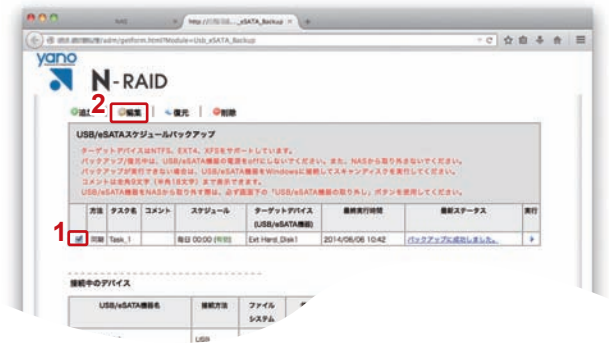 NAS
http://
_eSATA_Backup
/adm/getform.html?Module=Usb_eSATA_Backup
yano
N-RAID
2
編集
復元
削除
USB/eSATAスケジュールバックアップ
ターゲットデバイスはNTFS、EXT4、XFSをサポートしています。
バックアップ/復元中は、USB/eSATA機器の電源をoffにしないでください。また、NASから取り外さないでください。
バックアップが実行できない場合は、USB/eSATA機器をWindowsに接続してスキャンディスクを実行してください。
コメントは全角9文字（半角18文字）まで表示できます。
USB/eSATA機器をNASから取り外す際は、必ず画面下の「USB/eSATA機器の取り外し」ボタンを使用してください。
方法 タスク名 コメント スケジュール ターゲットデバイス 最終実行時間 最新ステータス 実行
(USB/eSATA機器)
1
同期 Task_1 毎日 00:00 (有効) Ext Hard_Disk1 2014/06/06 10:42 バックアップに成功しました。
接続中のデバイス
USB/eSATA機器名 接続方法 ファイル
システム
USB